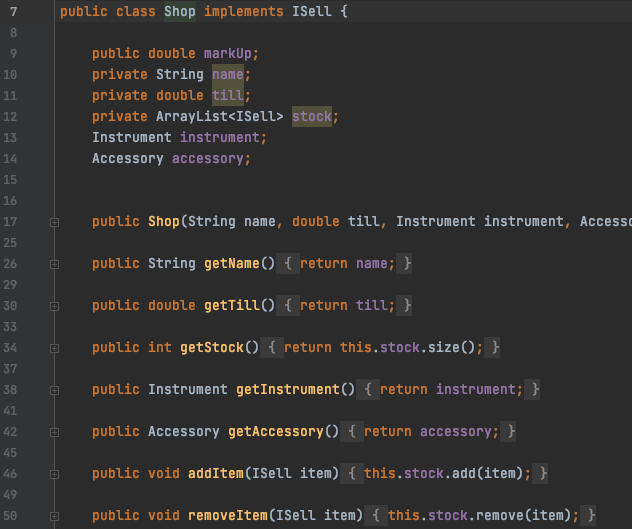 7 public class Shop implements ISell {
8
9 public double markUp;
10 private String name;
11 private double till;
12 private ArrayList<ISell> stock;
13 Instrument instrument;
14 Accessory accessory;
15
16
17 public Shop(String name, double till, Instrument instrument, Accesso
25
26 public String getName() { return name; }
29
30 public double getTill() { return till; }
33
34 public int getStock() { return this.stock.size(); }
37
38 public Instrument getInstrument() { return instrument; }
41
42 public Accessory getAccessory() { return accessory; }
45
46 public void addItem(ISell item) { this.stock.add(item); }
49
50 public void removeItem(ISell item) { this.stock.remove(item); }